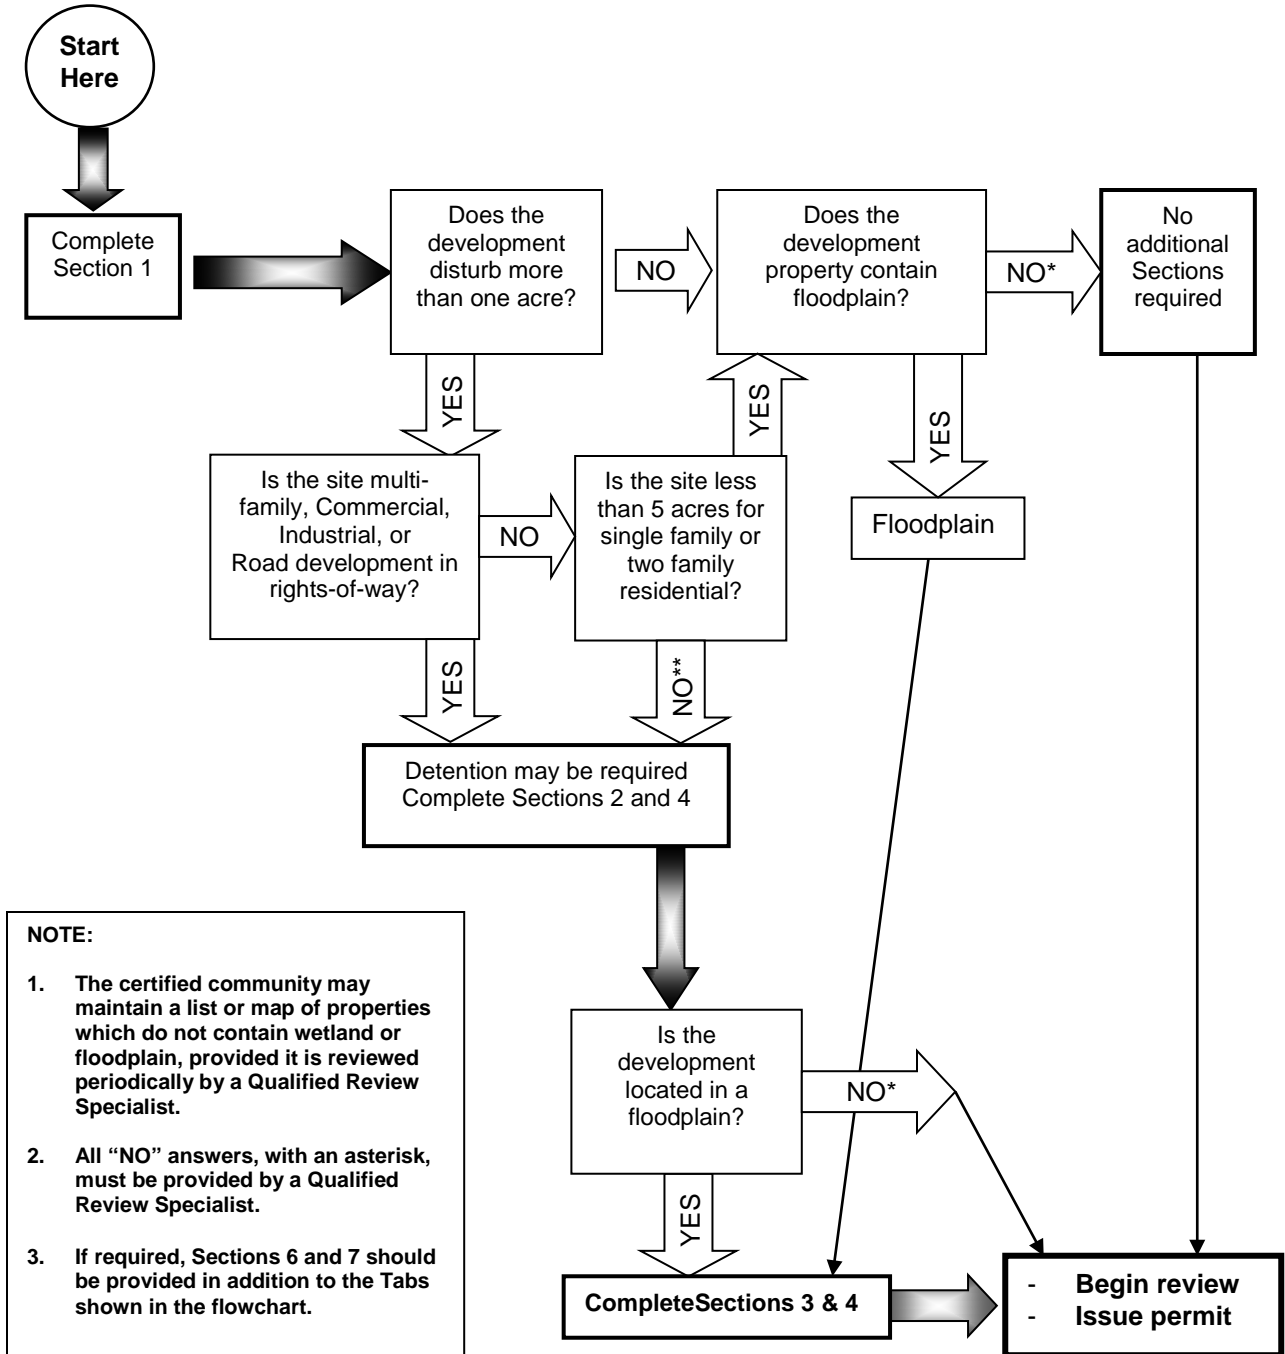 Start
Here
Complete
Section 1
Does the
development
disturb more
than one acre?
NO
Does the
development
property contain
floodplain?
NO*
No
additional
Sections
required
YES
YES
YES
Is the site multi-
family, Commercial,
Industrial, or
Road development in
rights-of-way?
NO
Is the site less
than 5 acres for
single family or
two family
residential?
Floodplain
YES
NO**
Detention may be required
Complete Sections 2 and 4
NOTE:
1. The certified community may
maintain a list or map of properties
which do not contain wetland or
floodplain, provided it is reviewed
periodically by a Qualified Review
Specialist.
2. All “NO” answers, with an asterisk,
must be provided by a Qualified
Review Specialist.
3. If required, Sections 6 and 7 should
be provided in addition to the Tabs
shown in the flowchart.
Is the
development
located in a
floodplain?
NO*
YES
CompleteSections 3 & 4
- Begin review
- Issue permit